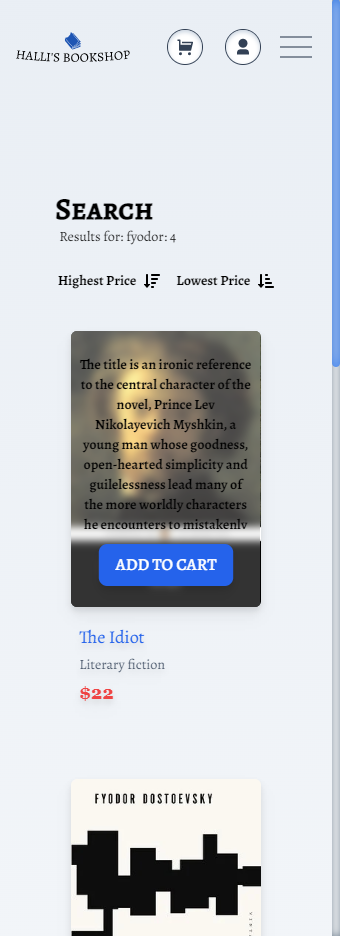 HALLI'S BOOKSHOP
Search
Results for: fyodor: 4
Highest Price
Lowest Price
The title is an ironic reference
to the central character of the
novel, Prince Lev
Nikolayevich Myshkin, a
young man whose goodness,
open-hearted simplicity and
guilelessness lead many of
the more worldly characters
he encounters to mistakenly
ADD TO CART
The Idiot
Literary fiction
$22
FYODOR DOSTOEVSKY